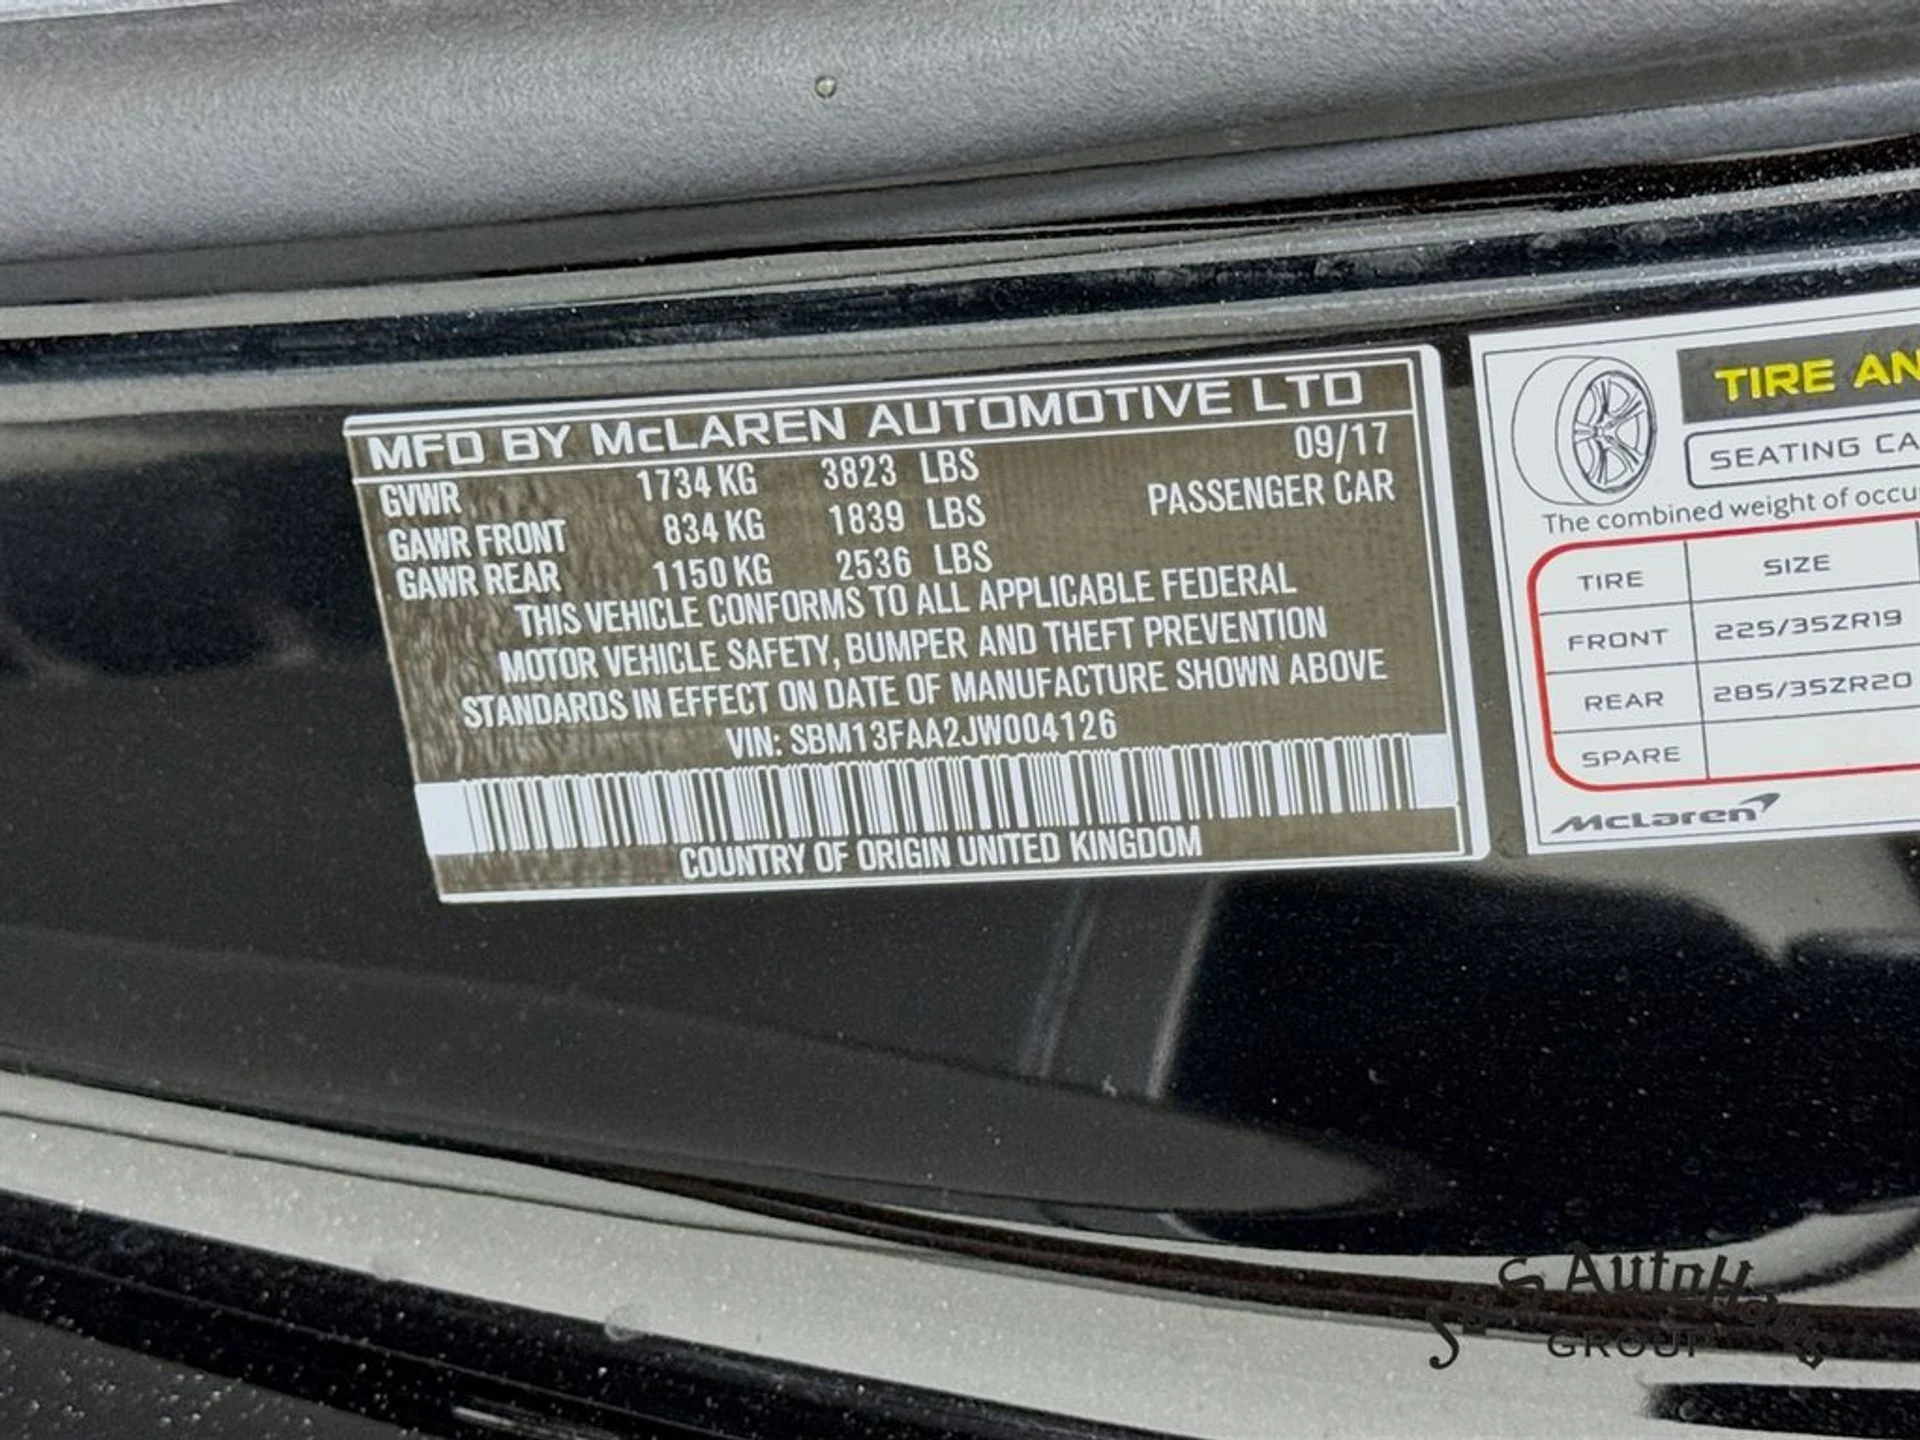 MFD BY McLAREN AUTOMOTIVE LTD
09/17
GVWR 1734 KG 3823 LBS
PASSENGER CAR
GAWR FRONT 834 KG 1839 LBS
GAWR REAR 1150 KG 2536 LBS
THIS VEHICLE CONFORMS TO ALL APPLICABLE FEDERAL
MOTOR VEHICLE SAFETY, BUMPER AND THEFT PREVENTION
STANDARDS IN EFFECT ON DATE OF MANUFACTURE SHOWN ABOVE
VIN: SBM13FAA2JW004126
COUNTRY OF ORIGIN UNITED KINGDOM
TIRE AN
SEATING CA
The combined weight of occu
TIRE SIZE
FRONT 225/35ZR19
REAR 285/35ZR20
SPARE
McLaren
GROUP